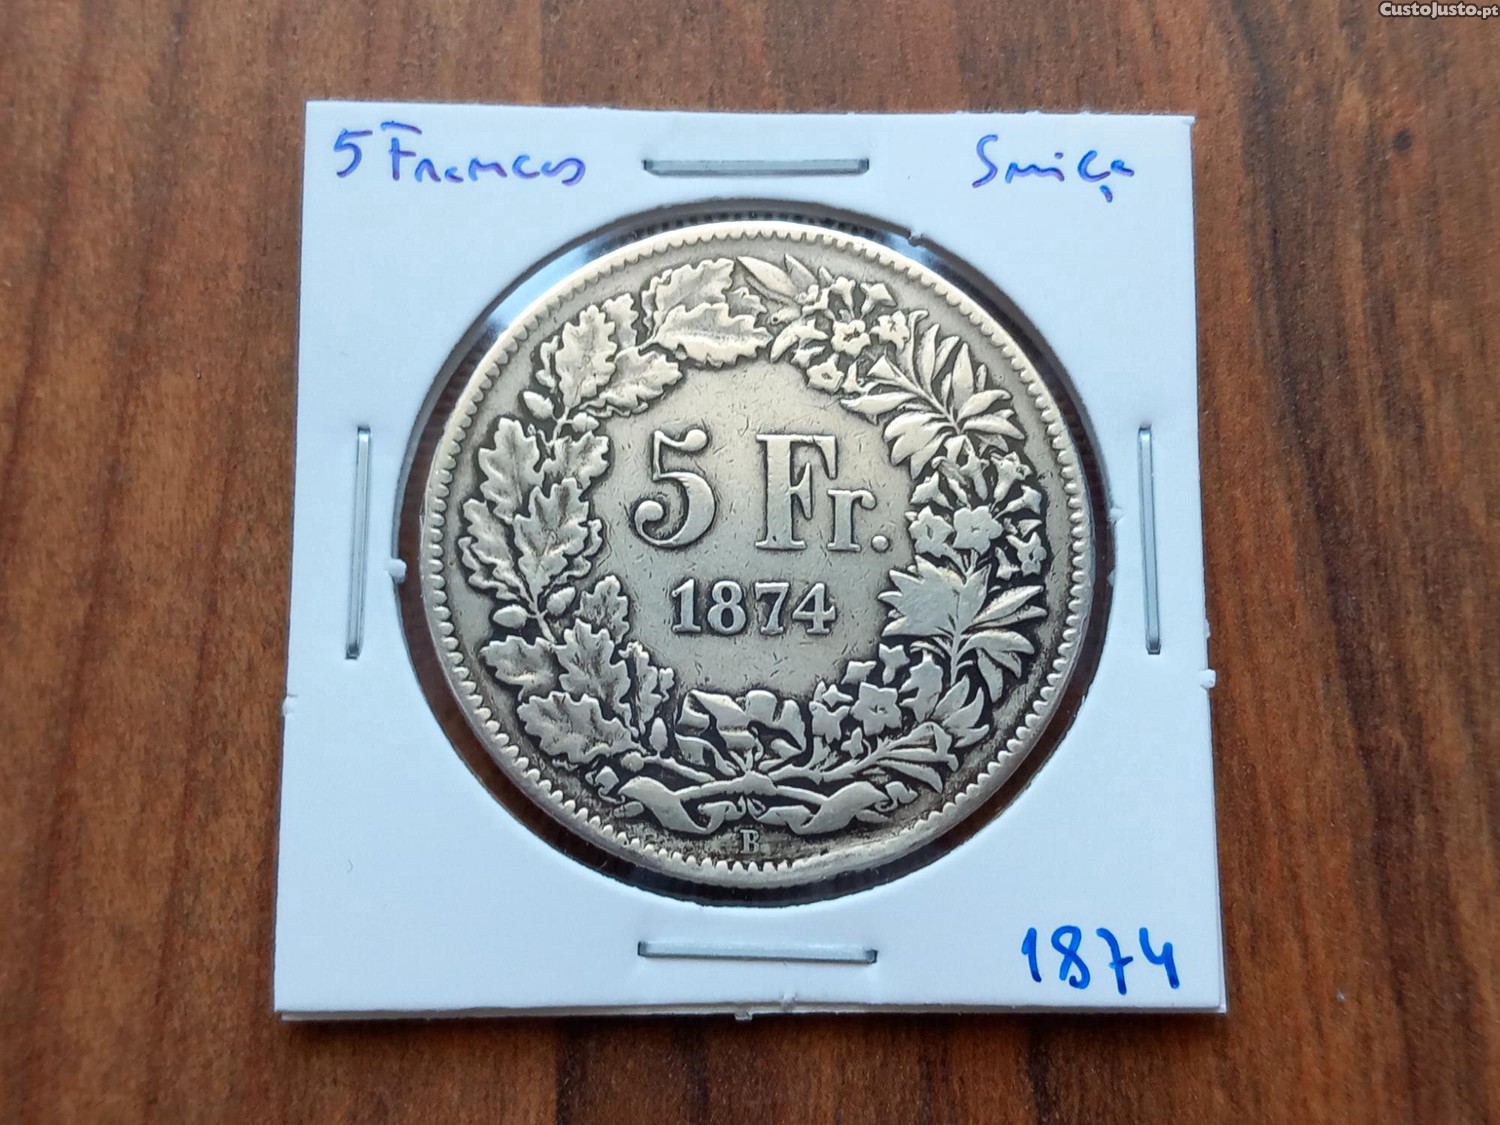 CustoJusto.pt
5 Francos
Suiça
5 Fr.
1874
B.
1874